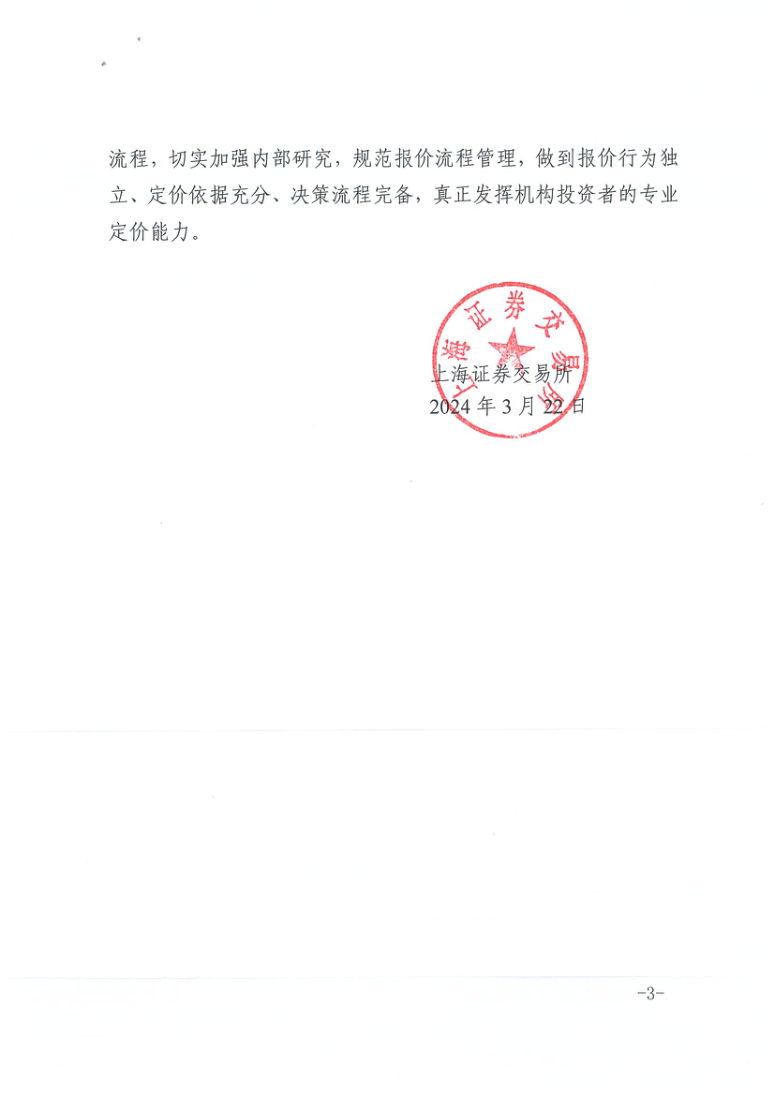 流程，切实加强内部研究，规范报价流程管理，做到报价行为独
立、定价依据充分、决策流程完备，真正发挥机构投资者的专业
定价能力。
上海证券交易所
上海证券交易所
2024 年 3 月 22 日
-3-